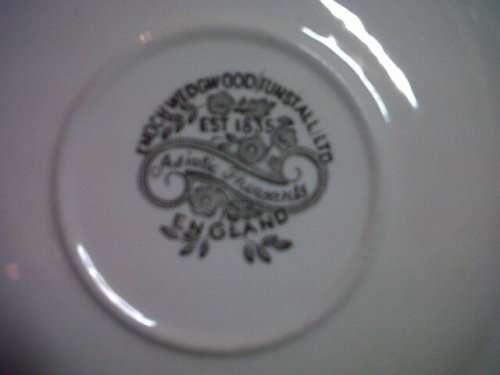 ENOCH WEDGWOOD (TUNSTALL) LTD.
EST 1835
Asiatic Pheasants
ENGLAND